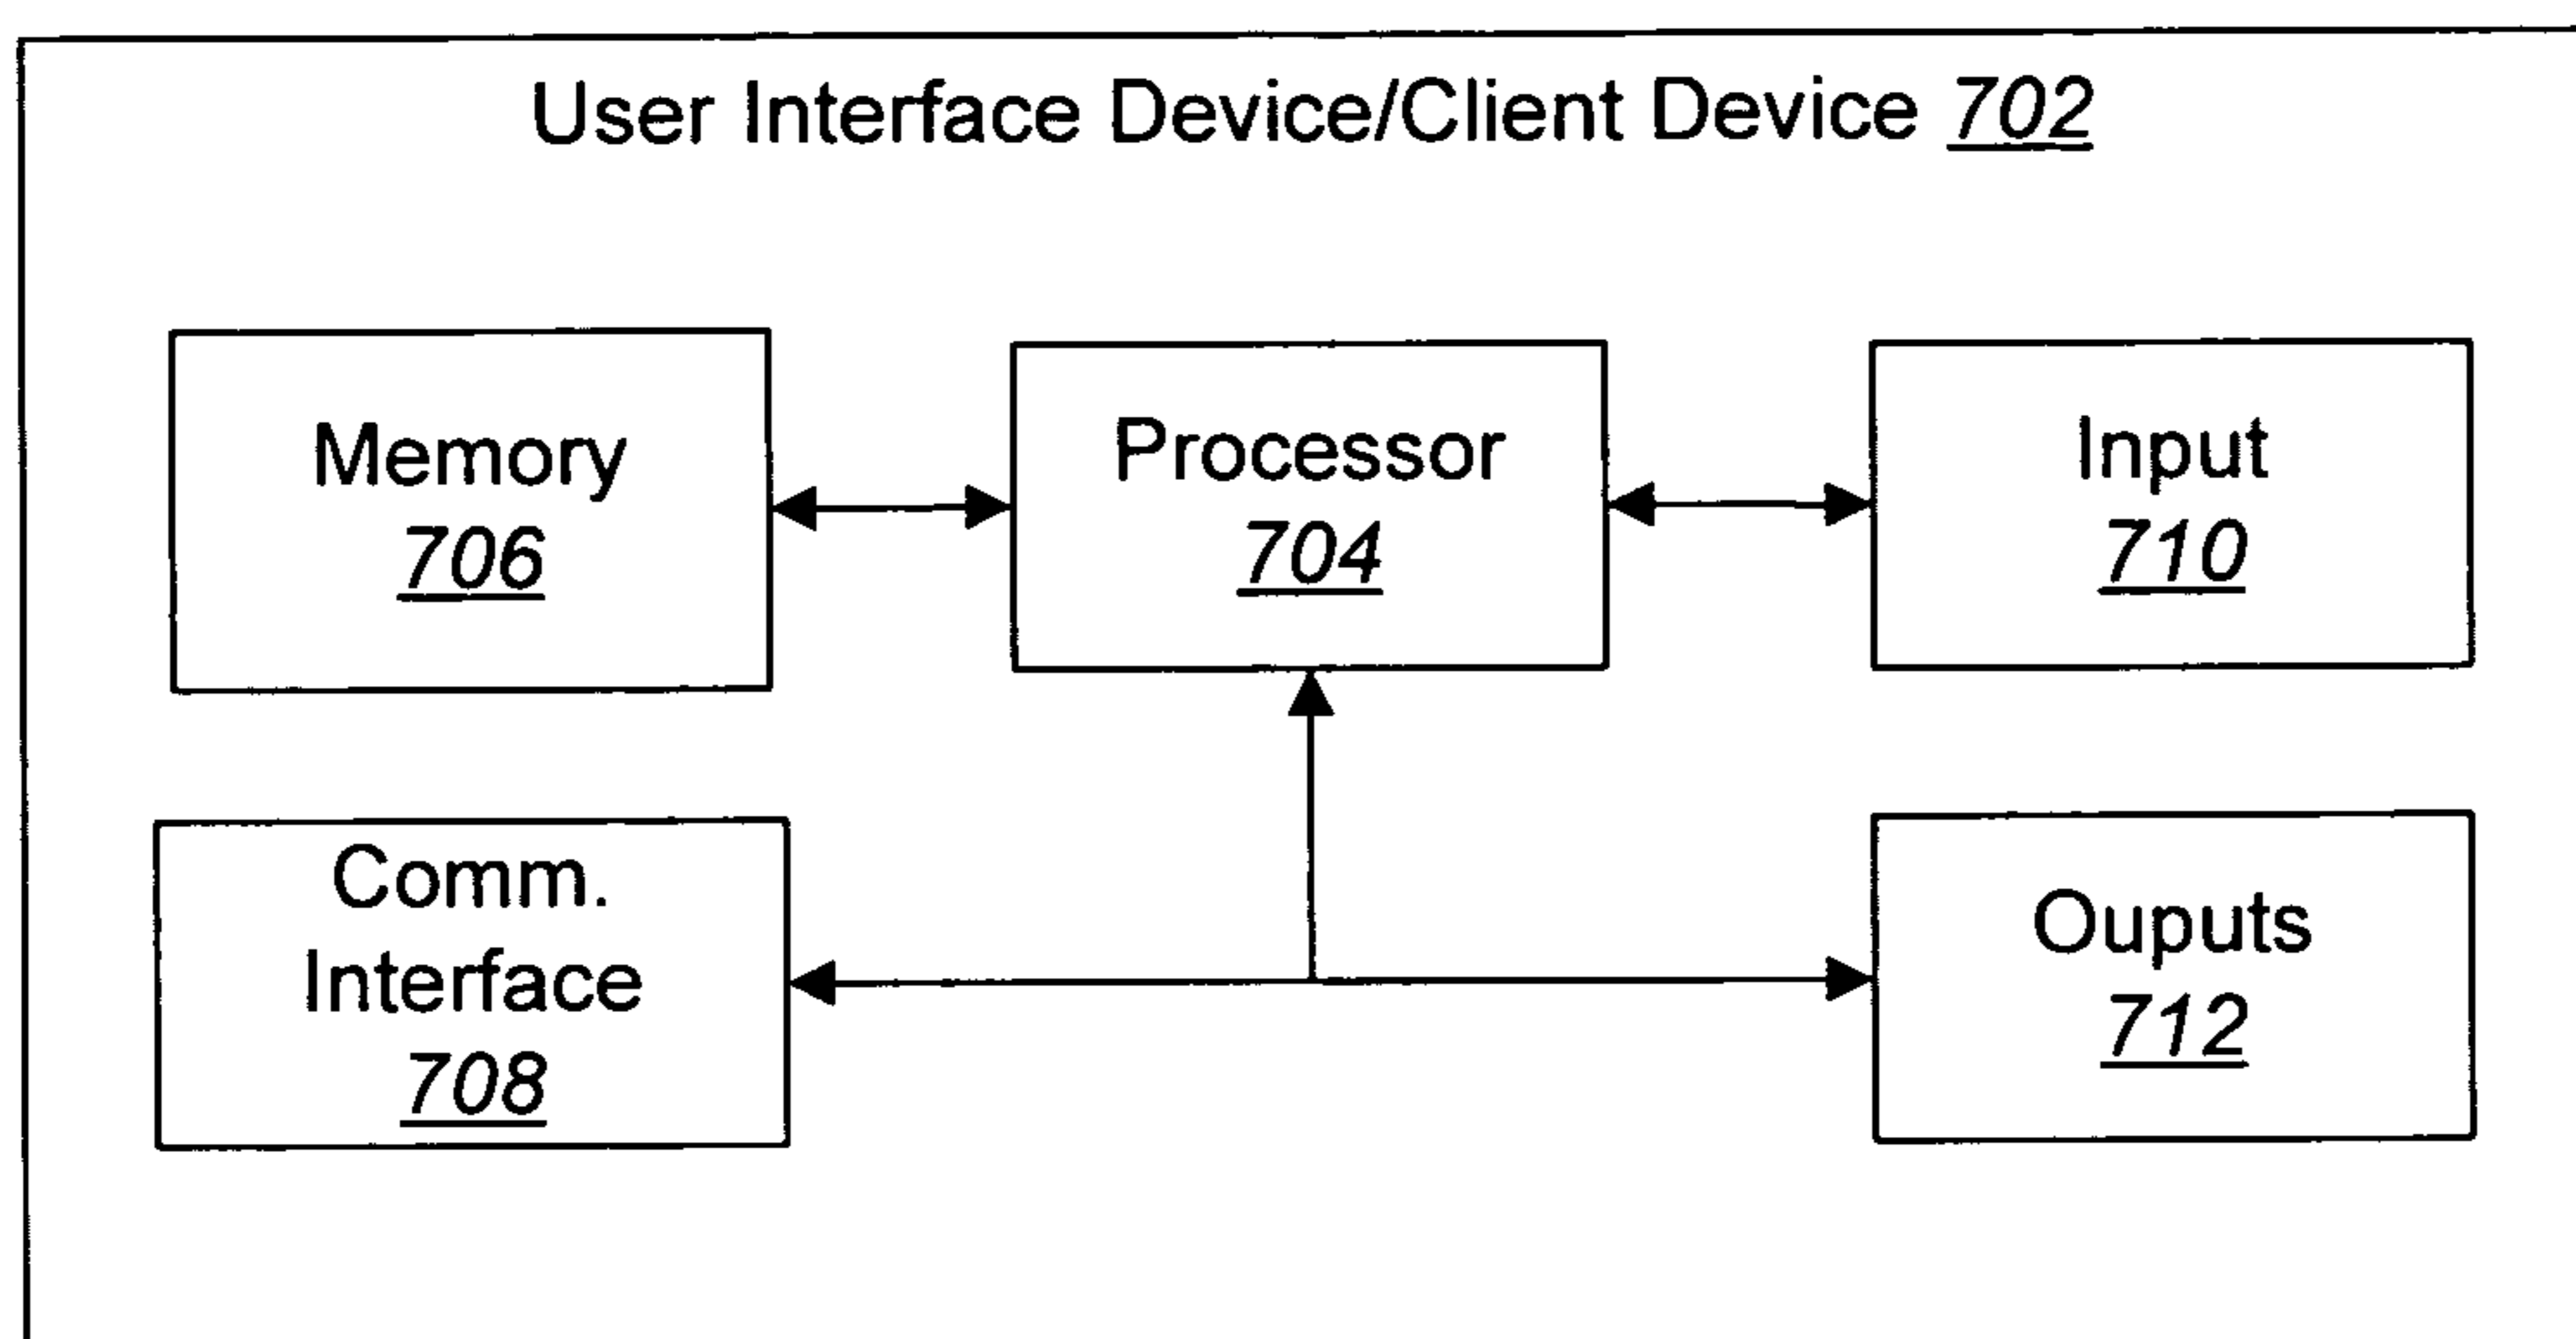 User Interface Device/Client Device 702
Memory
706
Processor
704
Input
710
Comm.
Interface
708
Ouputs
712